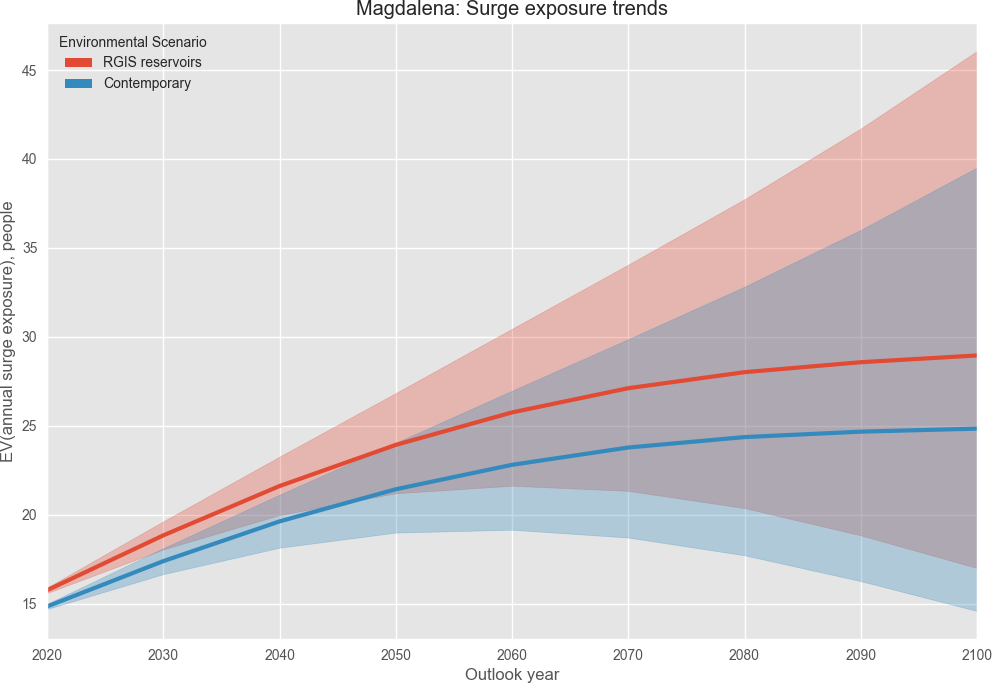 Magdalena: Surge exposure trends
Environmental Scenario
RGIS reservoirs
Contemporary
EV(annual surge exposure), people
45
40
35
30
25
20
15
2020 2030 2040 2050 2060 2070 2080 2090 2100
Outlook year